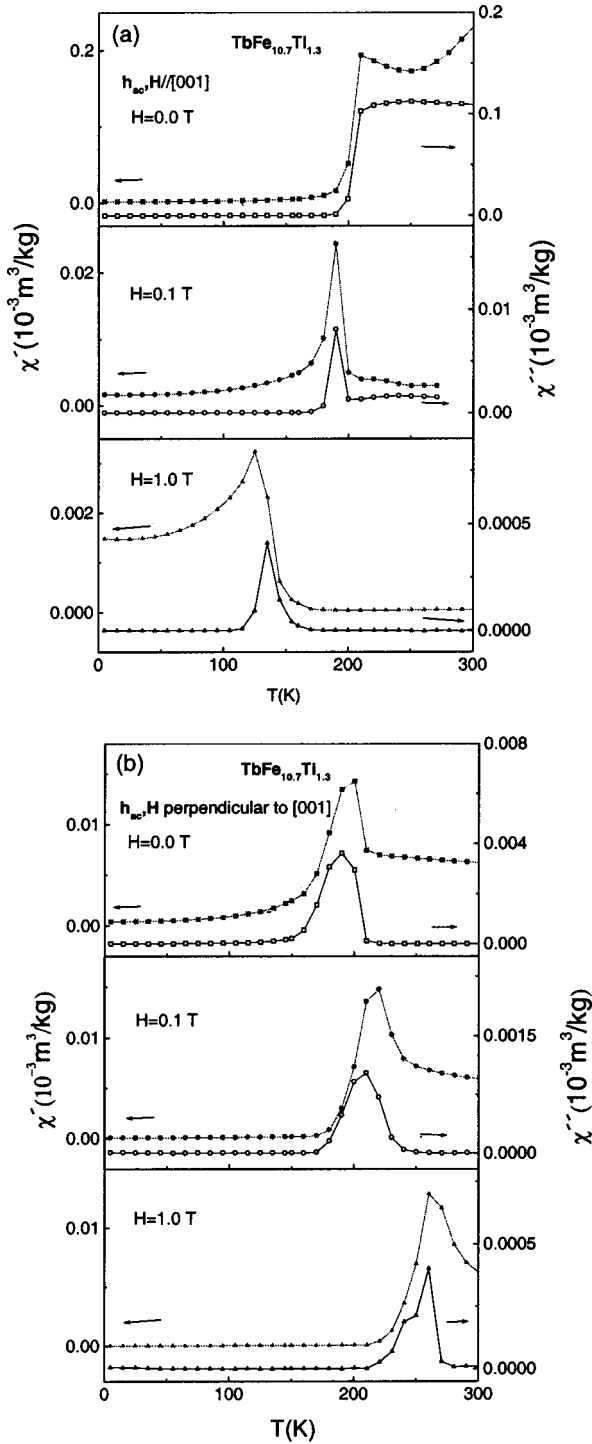 (a)
TbFe10.7Ti1.3
hac,H//[001]
H=0.0 T
0.2
0.0
0.2
0.1
0.0
H=0.1 T
0.02
0.00
0.01
0.00
H=1.0 T
0.002
0.000
0.0005
0.0000
χ´(10-3m3/kg)
χ´´(10-3m3/kg)
0 100 200 300
T(K)
(b)
TbFe10.7Ti1.3
hac,H perpendicular to [001]
H=0.0 T
0.01
0.00
0.008
0.004
0.000
H=0.1 T
0.01
0.00
0.0015
0.0000
H=1.0 T
0.01
0.00
0.0005
0.0000
χ´(10-3m3/kg)
χ´´(10-3m3/kg)
0 100 200 300
T(K)